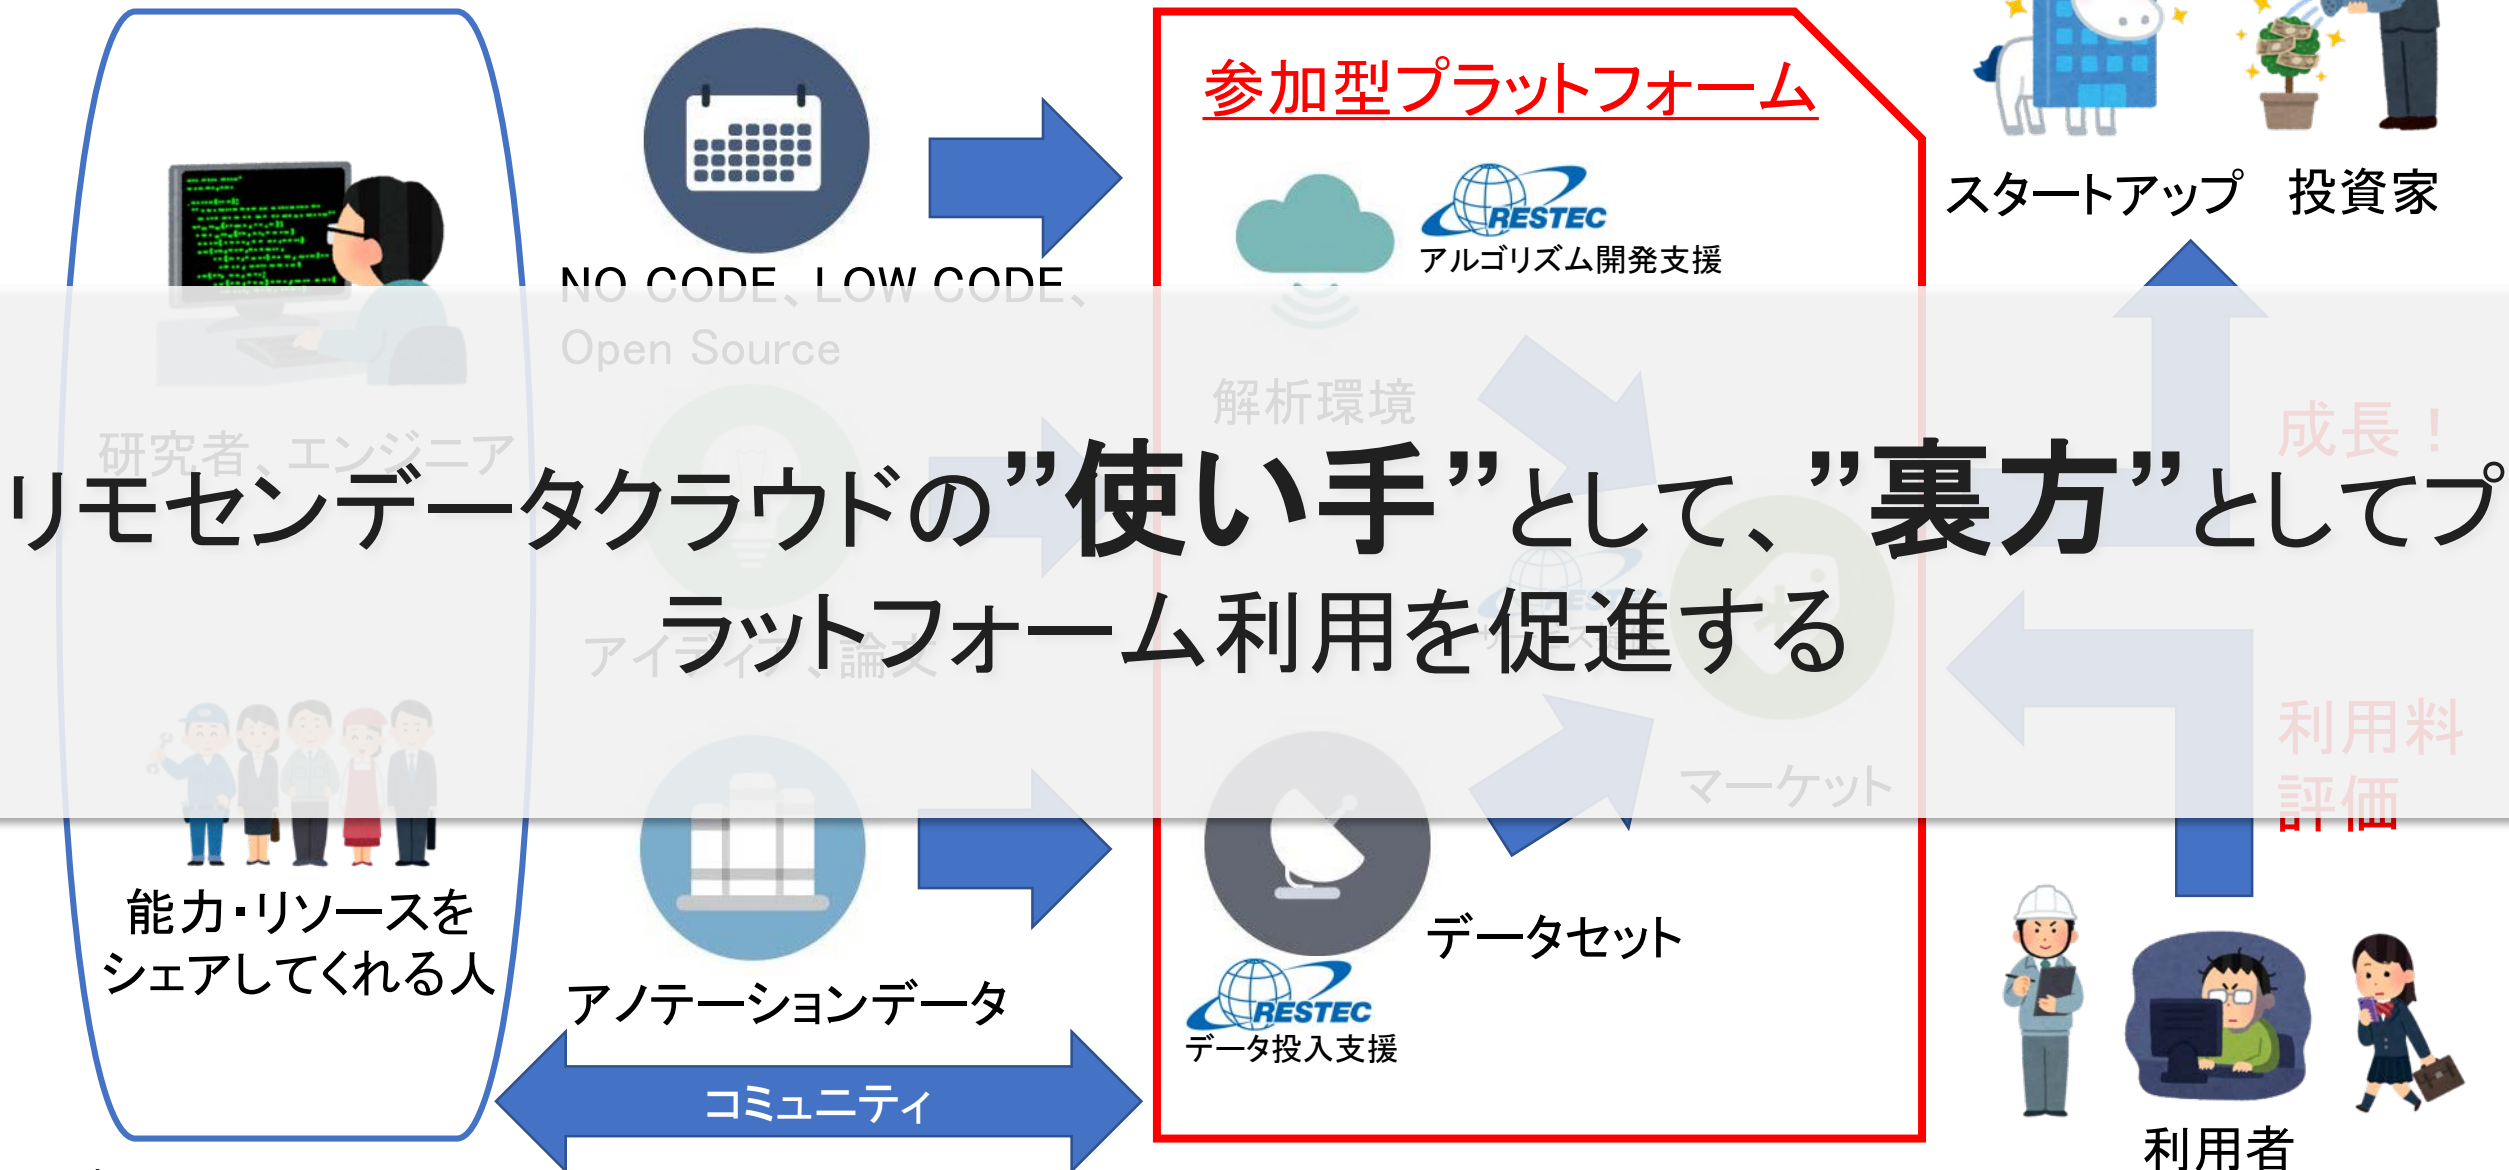 参加型プラットフォーム
RESTEC
アルゴリズム開発支援
スタートアップ
投資家
NO CODE、LOW CODE、
Open Source
解析環境
研究者、エンジニア
成長！
リモセンデータクラウドの”使い手”として、”裏方”としてプ
ラットフォーム利用を促進する
アイディア、論文
利用料
評価
マーケット
能力・リソースを
シェアしてくれる人
アノテーションデータ
データセット
RESTEC
データ投入支援
コミュニティ
利用者